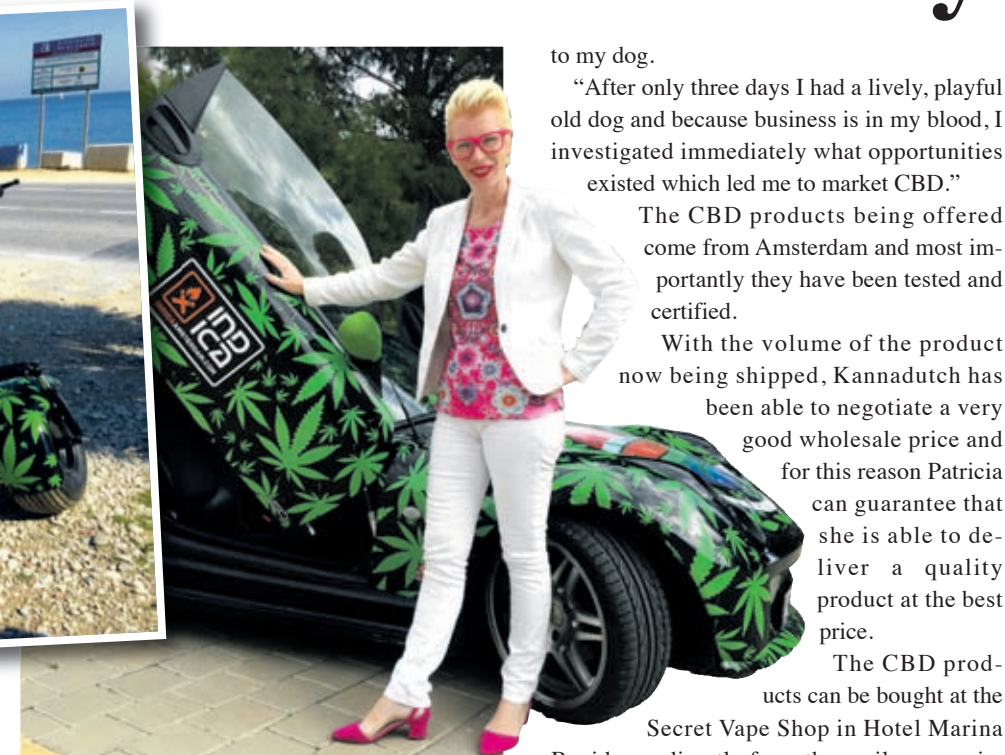 to my dog.
“After only three days I had a lively, playful
old dog and because business is in my blood, I
investigated immediately what opportunities
existed which led me to market CBD.”
The CBD products being offered
come from Amsterdam and most im-
portantly they have been tested and
certified.
With the volume of the product
now being shipped, Kannadutch has
been able to negotiate a very
good wholesale price and
for this reason Patricia
can guarantee that
she is able to de-
liver a quality
product at the best
price.
The CBD prod-
ucts can be bought at the
Secret Vape Shop in Hotel Marina
IND
ICA